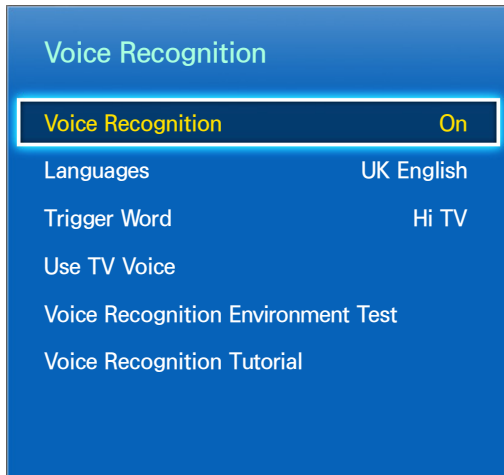 Voice Recognition
Voice Recognition On
Languages UK English
Trigger Word Hi TV
Use TV Voice
Voice Recognition Environment Test
Voice Recognition Tutorial